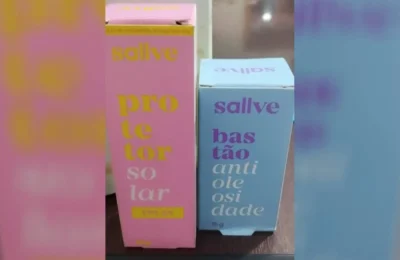 sallve
pro
te
tor
so
lar
sallve
sallve
bas
tão
anti
ole
osi
dade